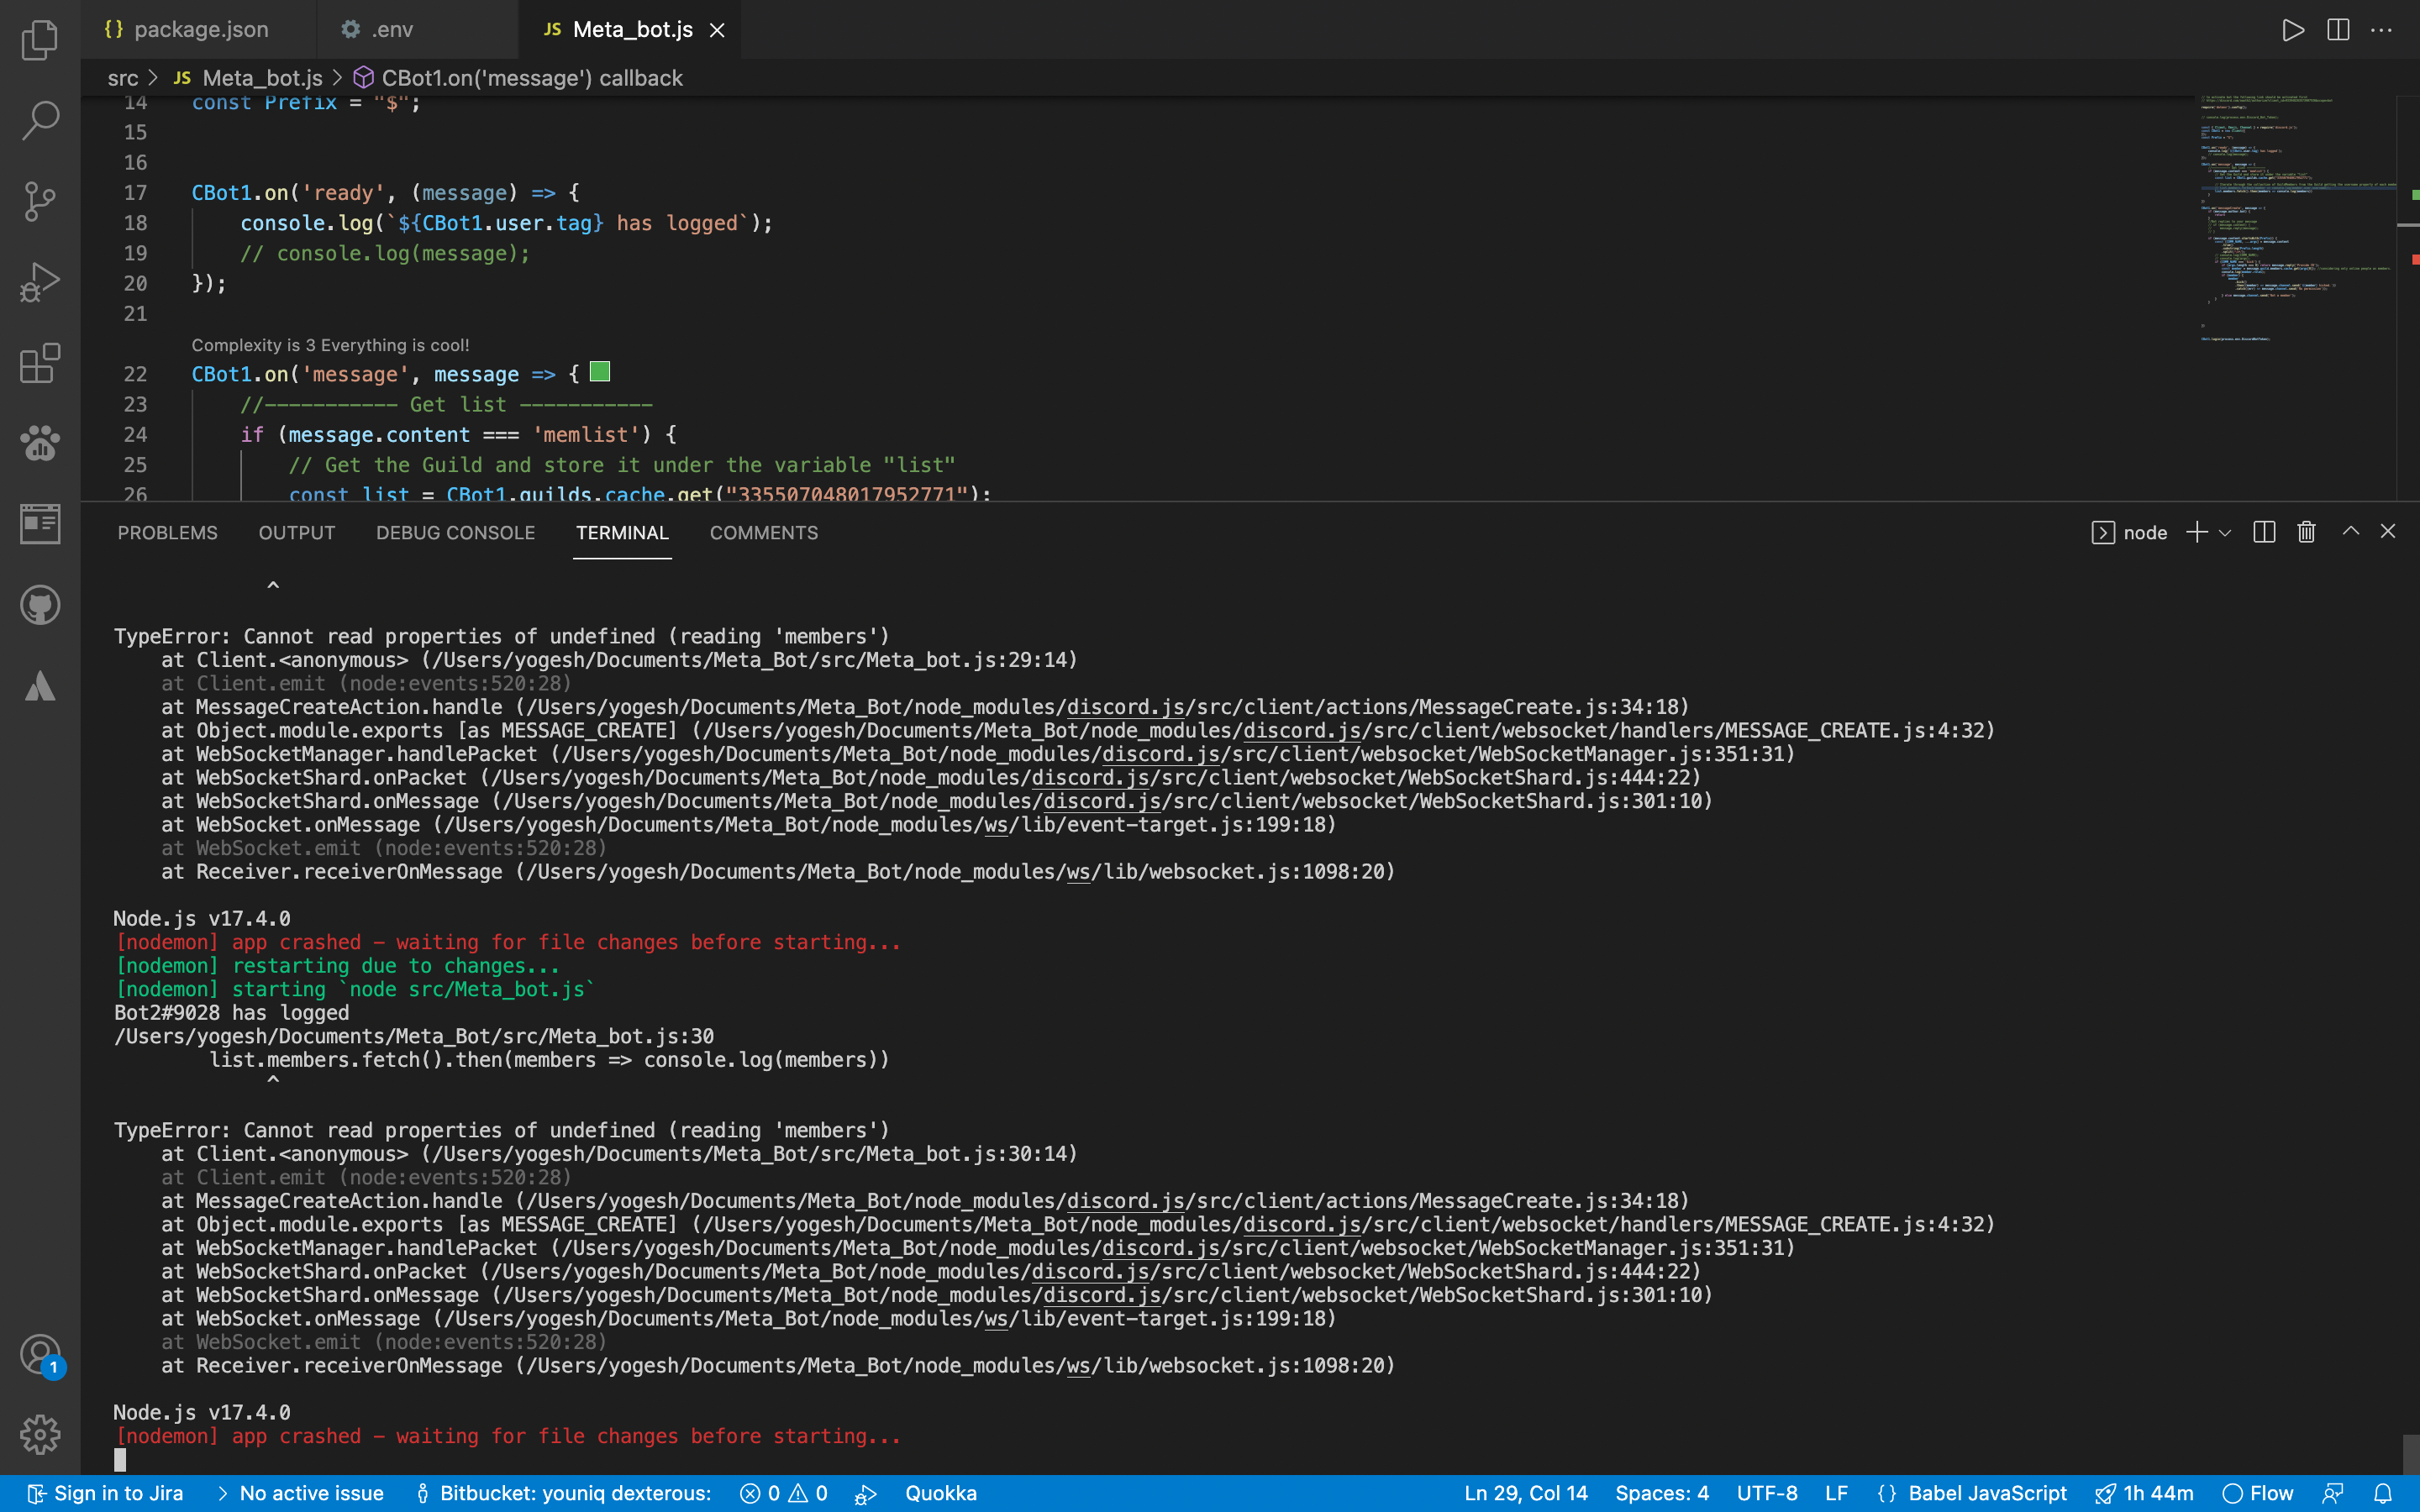 {} package.json
.env
JS Meta_bot.js
src > JS Meta_bot.js > CBot1.on('message') callback
14 const Prefix = "$";
15
16
17 CBot1.on('ready', (message) => {
18 console.log(`${CBot1.user.tag} has logged`);
19 // console.log(message);
20 });
21
Complexity is 3 Everything is cool!
22 CBot1.on('message', message => {
23 //----------- Get list -----------
24 if (message.content === 'memlist') {
25 // Get the Guild and store it under the variable "list"
26 const list = CBot1.guilds.cache.get("335507048017952771");
PROBLEMS OUTPUT DEBUG CONSOLE TERMINAL COMMENTS
node
^
TypeError: Cannot read properties of undefined (reading 'members')
at Client.<anonymous> (/Users/yogesh/Documents/Meta_Bot/src/Meta_bot.js:29:14)
at Client.emit (node:events:520:28)
at MessageCreateAction.handle (/Users/yogesh/Documents/Meta_Bot/node_modules/discord.js/src/client/actions/MessageCreate.js:34:18)
at Object.module.exports [as MESSAGE_CREATE] (/Users/yogesh/Documents/Meta_Bot/node_modules/discord.js/src/client/websocket/handlers/MESSAGE_CREATE.js:4:32)
at WebSocketManager.handlePacket (/Users/yogesh/Documents/Meta_Bot/node_modules/discord.js/src/client/websocket/WebSocketManager.js:351:31)
at WebSocketShard.onPacket (/Users/yogesh/Documents/Meta_Bot/node_modules/discord.js/src/client/websocket/WebSocketShard.js:444:22)
at WebSocketShard.onMessage (/Users/yogesh/Documents/Meta_Bot/node_modules/discord.js/src/client/websocket/WebSocketShard.js:301:10)
at WebSocket.onMessage (/Users/yogesh/Documents/Meta_Bot/node_modules/ws/lib/event-target.js:199:18)
at WebSocket.emit (node:events:520:28)
at Receiver.receiverOnMessage (/Users/yogesh/Documents/Meta_Bot/node_modules/ws/lib/websocket.js:1098:20)
Node.js v17.4.0
[nodemon] app crashed - waiting for file changes before starting...
[nodemon] restarting due to changes...
[nodemon] starting `node src/Meta_bot.js`
Bot2#9028 has logged
/Users/yogesh/Documents/Meta_Bot/src/Meta_bot.js:30
list.members.fetch().then(members => console.log(members))
^
TypeError: Cannot read properties of undefined (reading 'members')
at Client.<anonymous> (/Users/yogesh/Documents/Meta_Bot/src/Meta_bot.js:30:14)
at Client.emit (node:events:520:28)
at MessageCreateAction.handle (/Users/yogesh/Documents/Meta_Bot/node_modules/discord.js/src/client/actions/MessageCreate.js:34:18)
at Object.module.exports [as MESSAGE_CREATE] (/Users/yogesh/Documents/Meta_Bot/node_modules/discord.js/src/client/websocket/handlers/MESSAGE_CREATE.js:4:32)
at WebSocketManager.handlePacket (/Users/yogesh/Documents/Meta_Bot/node_modules/discord.js/src/client/websocket/WebSocketManager.js:351:31)
at WebSocketShard.onPacket (/Users/yogesh/Documents/Meta_Bot/node_modules/discord.js/src/client/websocket/WebSocketShard.js:444:22)
at WebSocketShard.onMessage (/Users/yogesh/Documents/Meta_Bot/node_modules/discord.js/src/client/websocket/WebSocketShard.js:301:10)
at WebSocket.onMessage (/Users/yogesh/Documents/Meta_Bot/node_modules/ws/lib/event-target.js:199:18)
at WebSocket.emit (node:events:520:28)
at Receiver.receiverOnMessage (/Users/yogesh/Documents/Meta_Bot/node_modules/ws/lib/websocket.js:1098:20)
Node.js v17.4.0
[nodemon] app crashed - waiting for file changes before starting...
1
Sign in to Jira > No active issue Bitbucket: youniq dexterous: 0 0 Quokka Ln 29, Col 14 Spaces: 4 UTF-8 LF {} Babel JavaScript 1h 44m Flow